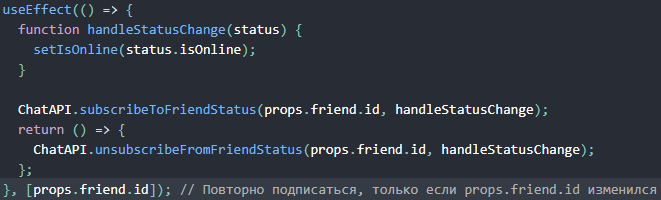 useEffect(() => {
  function handleStatusChange(status) {
    setIsOnline(status.isOnline);
  }

  ChatAPI.subscribeToFriendStatus(props.friend.id, handleStatusChange);
  return () => {
    ChatAPI.unsubscribeFromFriendStatus(props.friend.id, handleStatusChange);
  };
}, [props.friend.id]); // Повторно подписаться, только если props.friend.id изменился